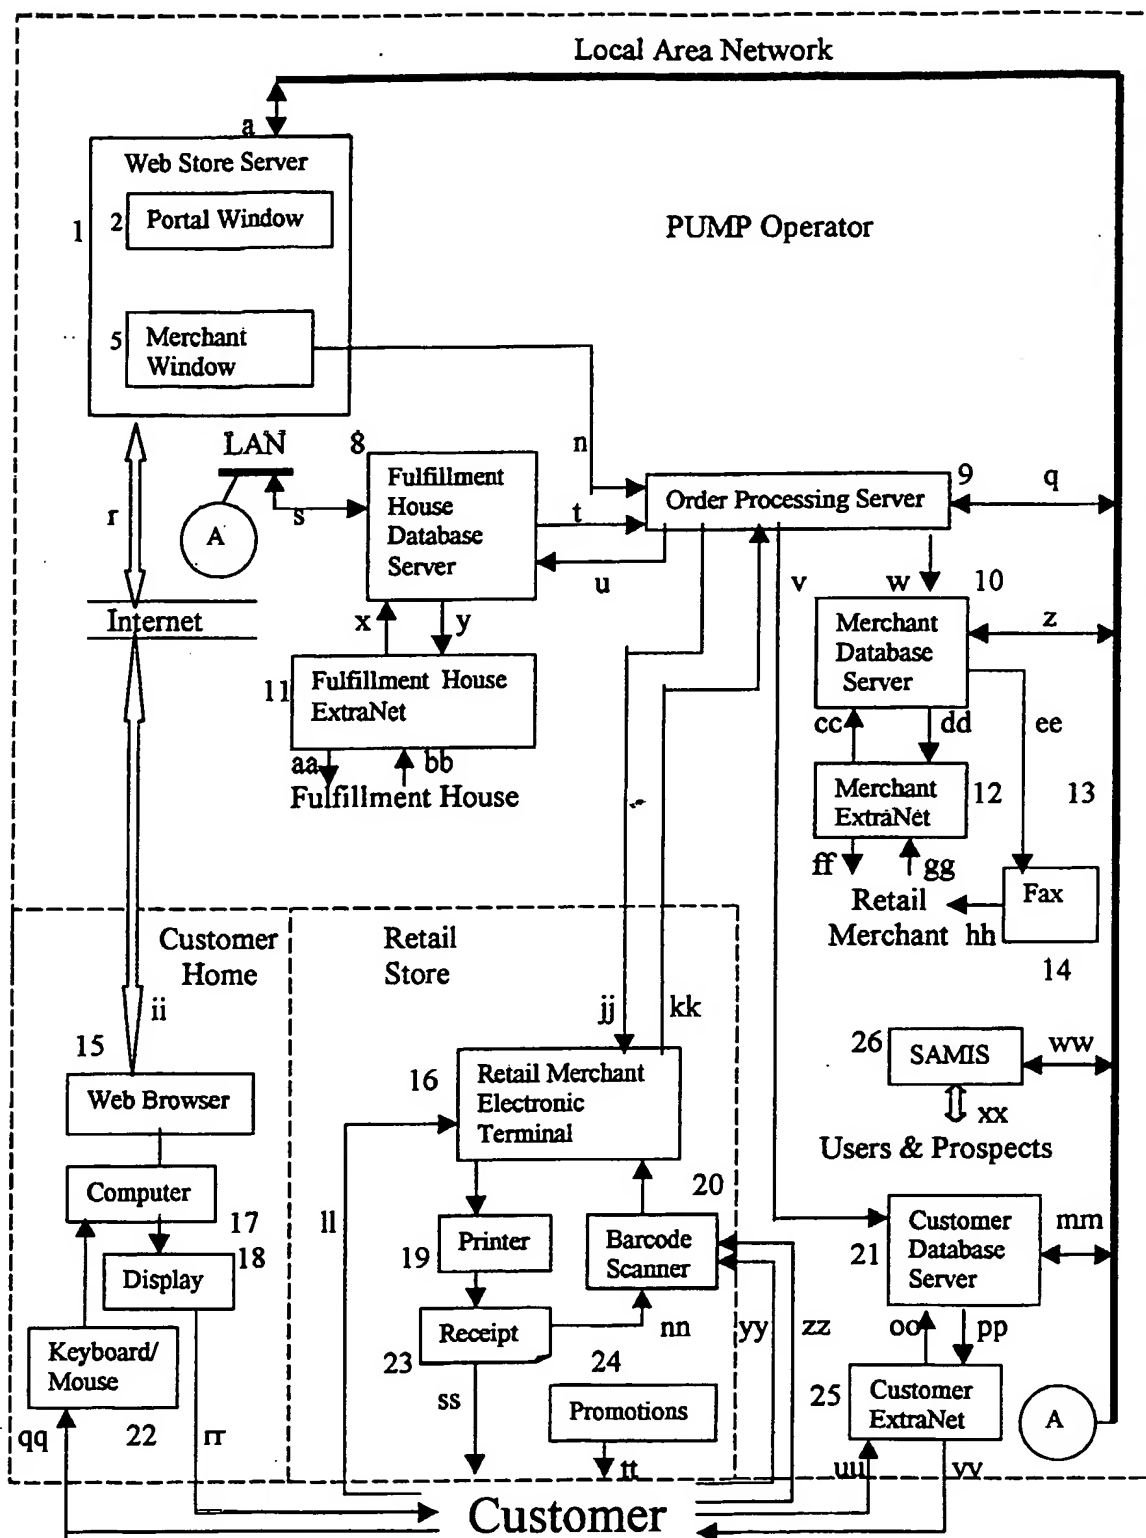 Local Area Network
a
Web Store Server
1
2
Portal Window
PUMP Operator
5
Merchant
Window
n
LAN
8
Fulfillment
House
Database
Server
9
q
Order Processing Server
r
A
s
t
u
v
w
10
Internet
x
y
Merchant
Database
Server
z
11
Fulfillment House
ExtraNet
cc
dd
ee
aa
bb
Fulfillment House
Merchant
ExtraNet
12
13
ff
gg
Retail
Merchant
hh
Fax
14
Customer
Home
Retail
Store
ii
jj
kk
15
Web Browser
16
Retail Merchant
Electronic
Terminal
26
SAMIS
ww
xx
Users & Prospects
Computer
17
18
Display
ll
20
19
Printer
Barcode
Scanner
21
Customer
Database
Server
mm
Keyboard/
Mouse
Receipt
nn
yy
zz
oo
pp
23
24
22
qq
rr
ss
Promotions
tt
25
Customer
ExtraNet
A
uu
vv
Customer